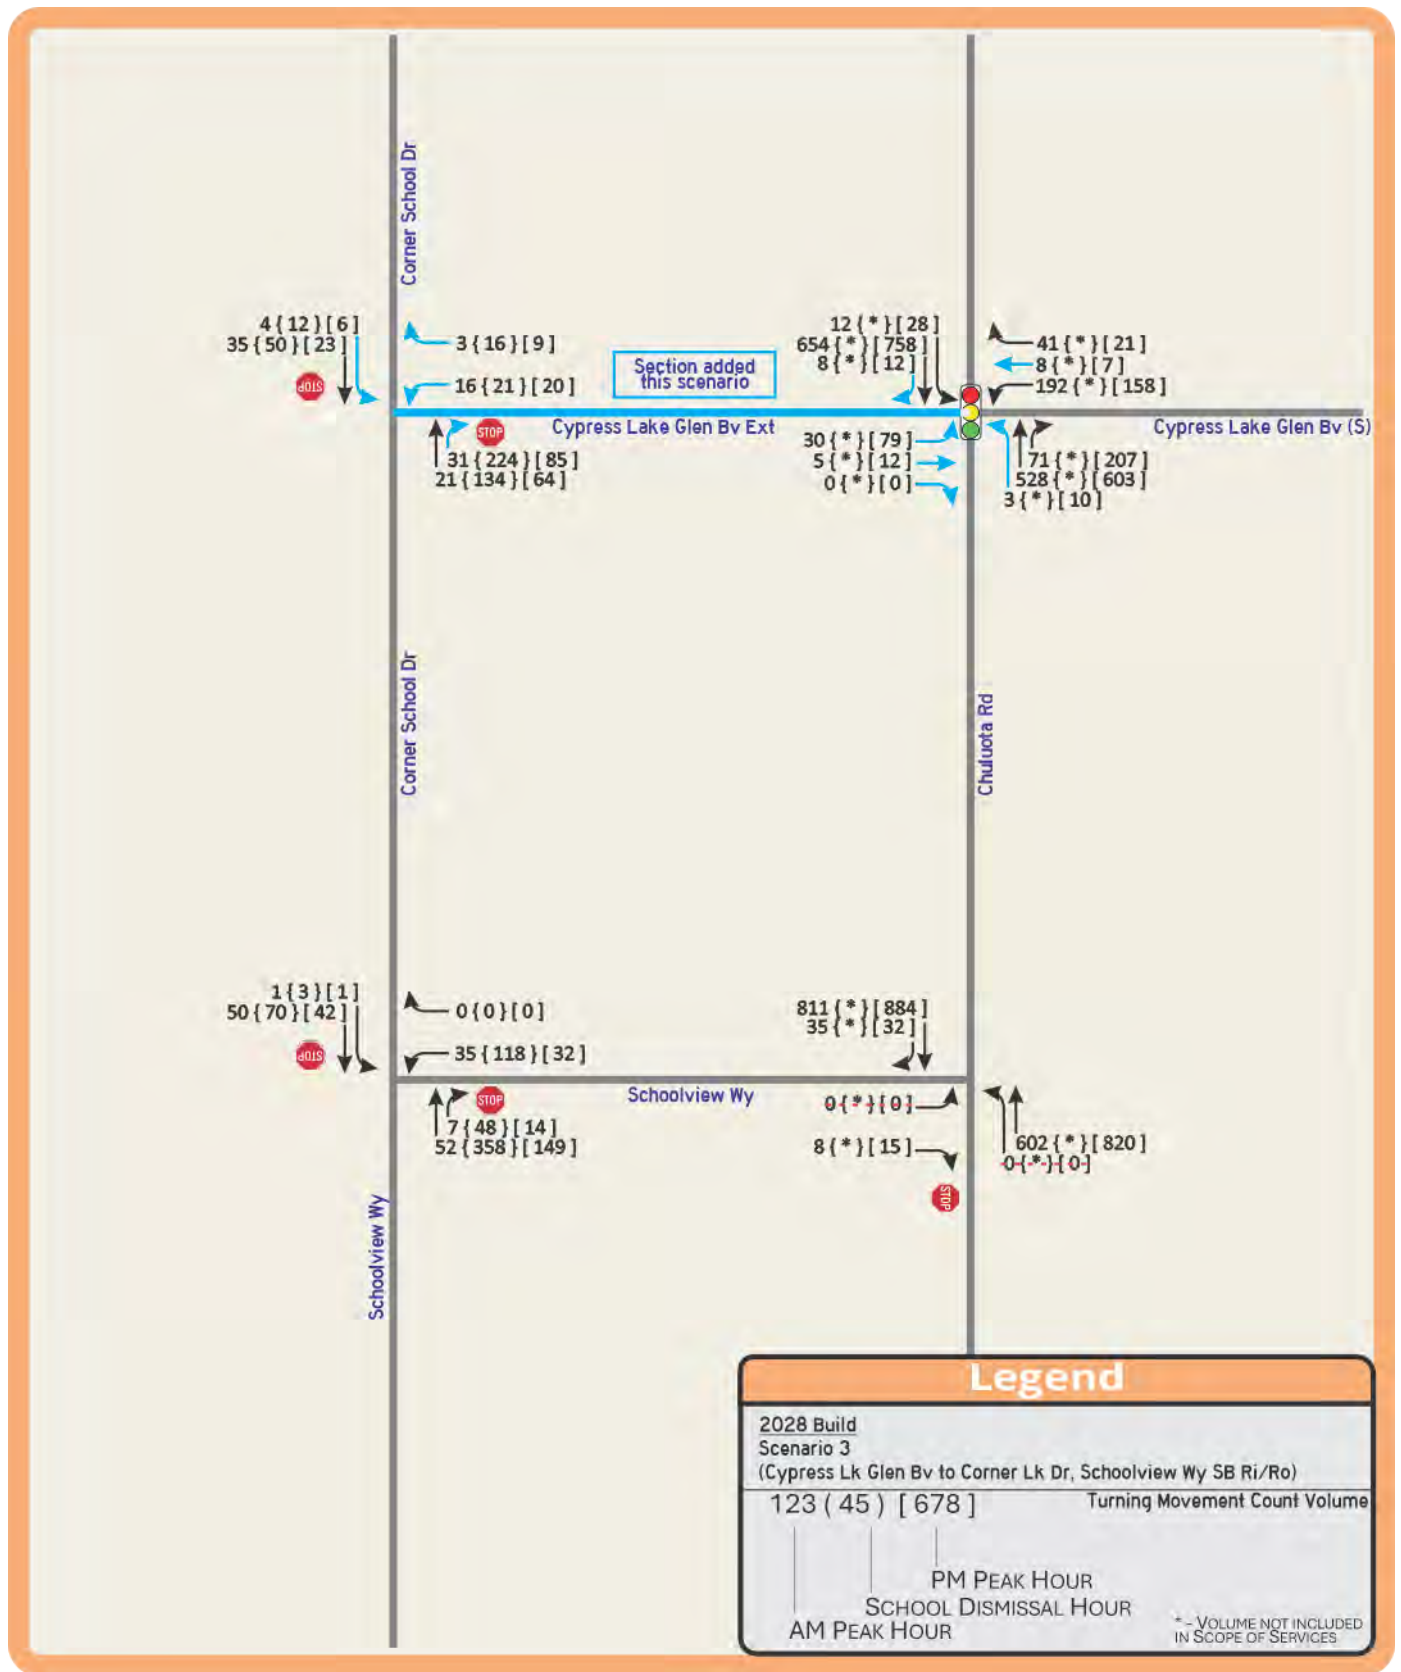 Corner School Dr
4 { 12 } [ 6 ]
35 { 50 } [ 23 ]
STOP
3 { 16 } [ 9 ]
16 { 21 } [ 20 ]
Section added
this scenario
12 { * } [ 28 ]
654 { * } [ 758 ]
8 { * } [ 12 ]
41 { * } [ 21 ]
8 { * } [ 7 ]
192 { * } [ 158 ]
Cypress Lake Glen Bv Ext
Cypress Lake Glen Bv (S)
STOP
31 { 224 } [ 85 ]
21 { 134 } [ 64 ]
30 { * } [ 79 ]
5 { * } [ 12 ]
0 { * } [ 0 ]
71 { * } [ 207 ]
528 { * } [ 603 ]
3 { * } [ 10 ]
Corner School Dr
Chuluota Rd
1 { 3 } [ 1 ]
50 { 70 } [ 42 ]
STOP
0 { 0 } [ 0 ]
35 { 118 } [ 32 ]
811 { * } [ 884 ]
35 { * } [ 32 ]
Schoolview Wy
STOP
7 { 48 } [ 14 ]
52 { 358 } [ 149 ]
0 { * } [ 0 ]
8 { * } [ 15 ]
STOP
602 { * } [ 820 ]
0 { * } [ 0 ]
Schoolview Wy
Legend
2028 Build
Scenario 3
(Cypress Lk Glen Bv to Corner Lk Dr, Schoolview Wy SB Ri/Ro)
123 ( 45 ) [ 678 ] Turning Movement Count Volume
PM PEAK HOUR
SCHOOL DISMISSAL HOUR
AM PEAK HOUR
* - VOLUME NOT INCLUDED
IN SCOPE OF SERVICES